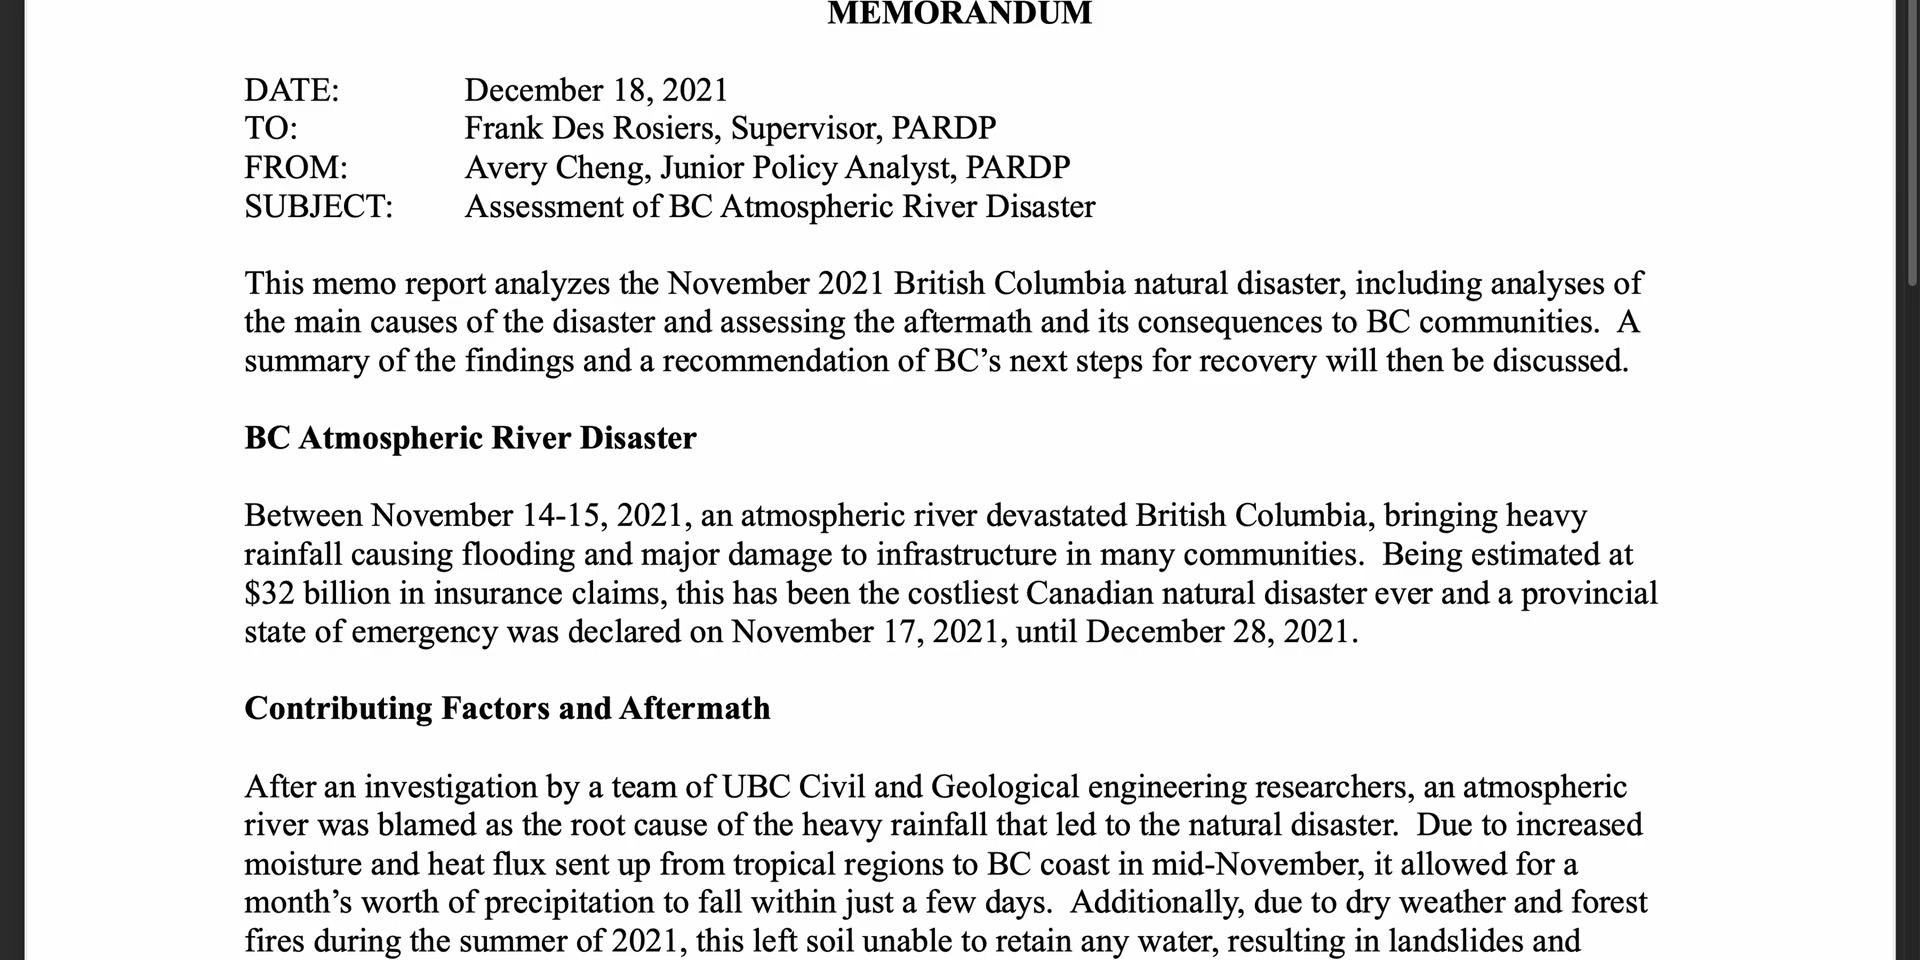 MEMORANDUM
DATE: December 18, 2021
TO: Frank Des Rosiers, Supervisor, PARDP
FROM: Avery Cheng, Junior Policy Analyst, PARDP
SUBJECT: Assessment of BC Atmospheric River Disaster
This memo report analyzes the November 2021 British Columbia natural disaster, including analyses of
the main causes of the disaster and assessing the aftermath and its consequences to BC communities.  A
summary of the findings and a recommendation of BC’s next steps for recovery will then be discussed.
BC Atmospheric River Disaster
Between November 14-15, 2021, an atmospheric river devastated British Columbia, bringing heavy
rainfall causing flooding and major damage to infrastructure in many communities.  Being estimated at
$32 billion in insurance claims, this has been the costliest Canadian natural disaster ever and a provincial
state of emergency was declared on November 17, 2021, until December 28, 2021.
Contributing Factors and Aftermath
After an investigation by a team of UBC Civil and Geological engineering researchers, an atmospheric
river was blamed as the root cause of the heavy rainfall that led to the natural disaster.  Due to increased
moisture and heat flux sent up from tropical regions to BC coast in mid-November, it allowed for a
month’s worth of precipitation to fall within just a few days.  Additionally, due to dry weather and forest
fires during the summer of 2021, this left soil unable to retain any water, resulting in landslides and